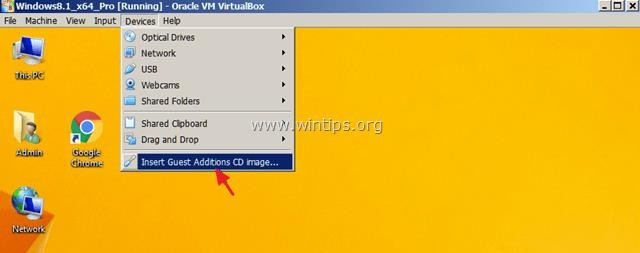 Windows8.1_x64_Pro [Running] - Oracle VM VirtualBox
File Machine View Input Devices Help
Optical Drives
Network
USB
Webcams
Shared Folders
Shared Clipboard
Drag and Drop
Insert Guest Additions CD image...
This PC
Admin
Google Chrome
Network
www.wintips.org